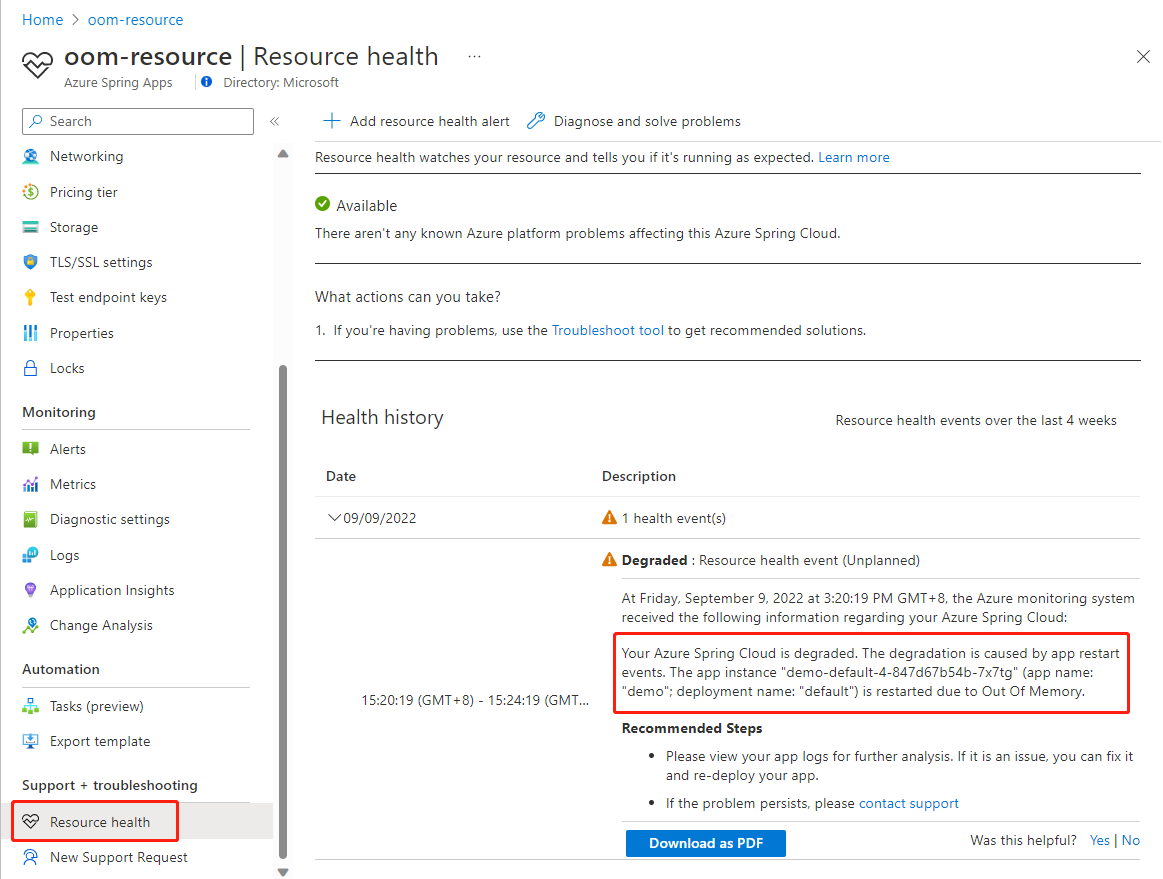 Home > oom-resource
oom-resource | Resource health ...
Azure Spring Apps | Directory: Microsoft
Search
Networking
Pricing tier
Storage
TLS/SSL settings
Test endpoint keys
Properties
Locks
Monitoring
Alerts
Metrics
Diagnostic settings
Logs
Application Insights
Change Analysis
Automation
Tasks (preview)
Export template
Support + troubleshooting
Resource health
New Support Request
Add resource health alert
Diagnose and solve problems
Resource health watches your resource and tells you if it's running as expected. Learn more
Available
There aren't any known Azure platform problems affecting this Azure Spring Cloud.
What actions can you take?
1. If you're having problems, use the Troubleshoot tool to get recommended solutions.
Health history
Resource health events over the last 4 weeks
Date
Description
09/09/2022
1 health event(s)
15:20:19 (GMT+8) - 15:24:19 (GMT...
Degraded : Resource health event (Unplanned)
At Friday, September 9, 2022 at 3:20:19 PM GMT+8, the Azure monitoring system
received the following information regarding your Azure Spring Cloud:
Your Azure Spring Cloud is degraded. The degradation is caused by app restart
events. The app instance "demo-default-4-847d67b54b-7x7tg" (app name:
"demo"; deployment name: "default") is restarted due to Out Of Memory.
Recommended Steps
• Please view your app logs for further analysis. If it is an issue, you can fix it
and re-deploy your app.
• If the problem persists, please contact support
Download as PDF
Was this helpful? Yes | No